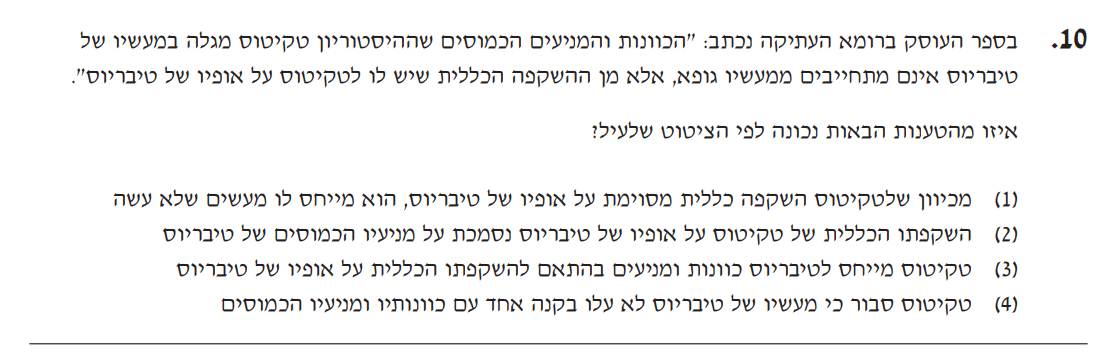 10. בספר העוסק ברומא העתיקה נכתב: "הכוונות והמניעים הכמוסים שההיסטוריון טקיטוס מגלה במעשיו של
טיבריוס אינם מתחייבים ממעשיו גופא, אלא מן ההשקפה הכללית שיש לו לטקיטוס על אופיו של טיבריוס".
איזו מהטענות הבאות נכונה לפי הציטוט שלעיל?
(1) מכיוון שלטקיטוס השקפה כללית מסוימת על אופיו של טיבריוס, הוא מייחס לו מעשים שלא עשה
(2) השקפתו הכללית של טקיטוס על אופיו של טיבריוס נסמכת על מניעיו הכמוסים של טיבריוס
(3) טקיטוס מייחס לטיבריוס כוונות ומניעים בהתאם להשקפתו הכללית על אופיו של טיבריוס
(4) טקיטוס סבור כי מעשיו של טיבריוס לא עלו בקנה אחד עם כוונותיו ומניעיו הכמוסים